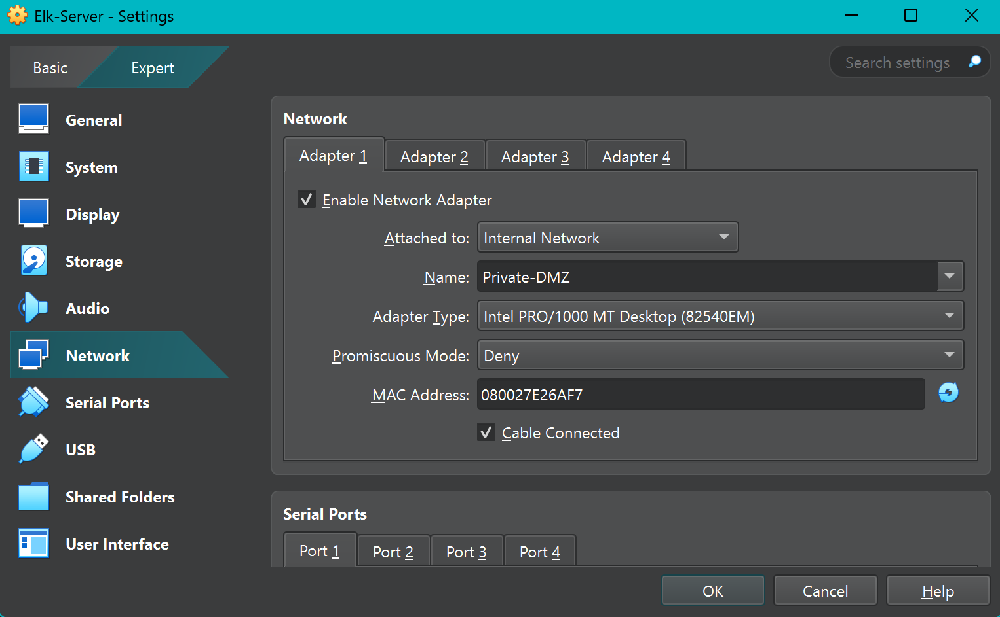 Elk-Server - Settings
Basic
Expert
Search settings
General
System
Display
Storage
Audio
Network
Serial Ports
USB
Shared Folders
User Interface
Network
Adapter 1
Adapter 2
Adapter 3
Adapter 4
Enable Network Adapter
Attached to: Internal Network
Name: Private-DMZ
Adapter Type: Intel PRO/1000 MT Desktop (82540EM)
Promiscuous Mode: Deny
MAC Address: 080027E26AF7
Cable Connected
Serial Ports
Port 1
Port 2
Port 3
Port 4
OK
Cancel
Help